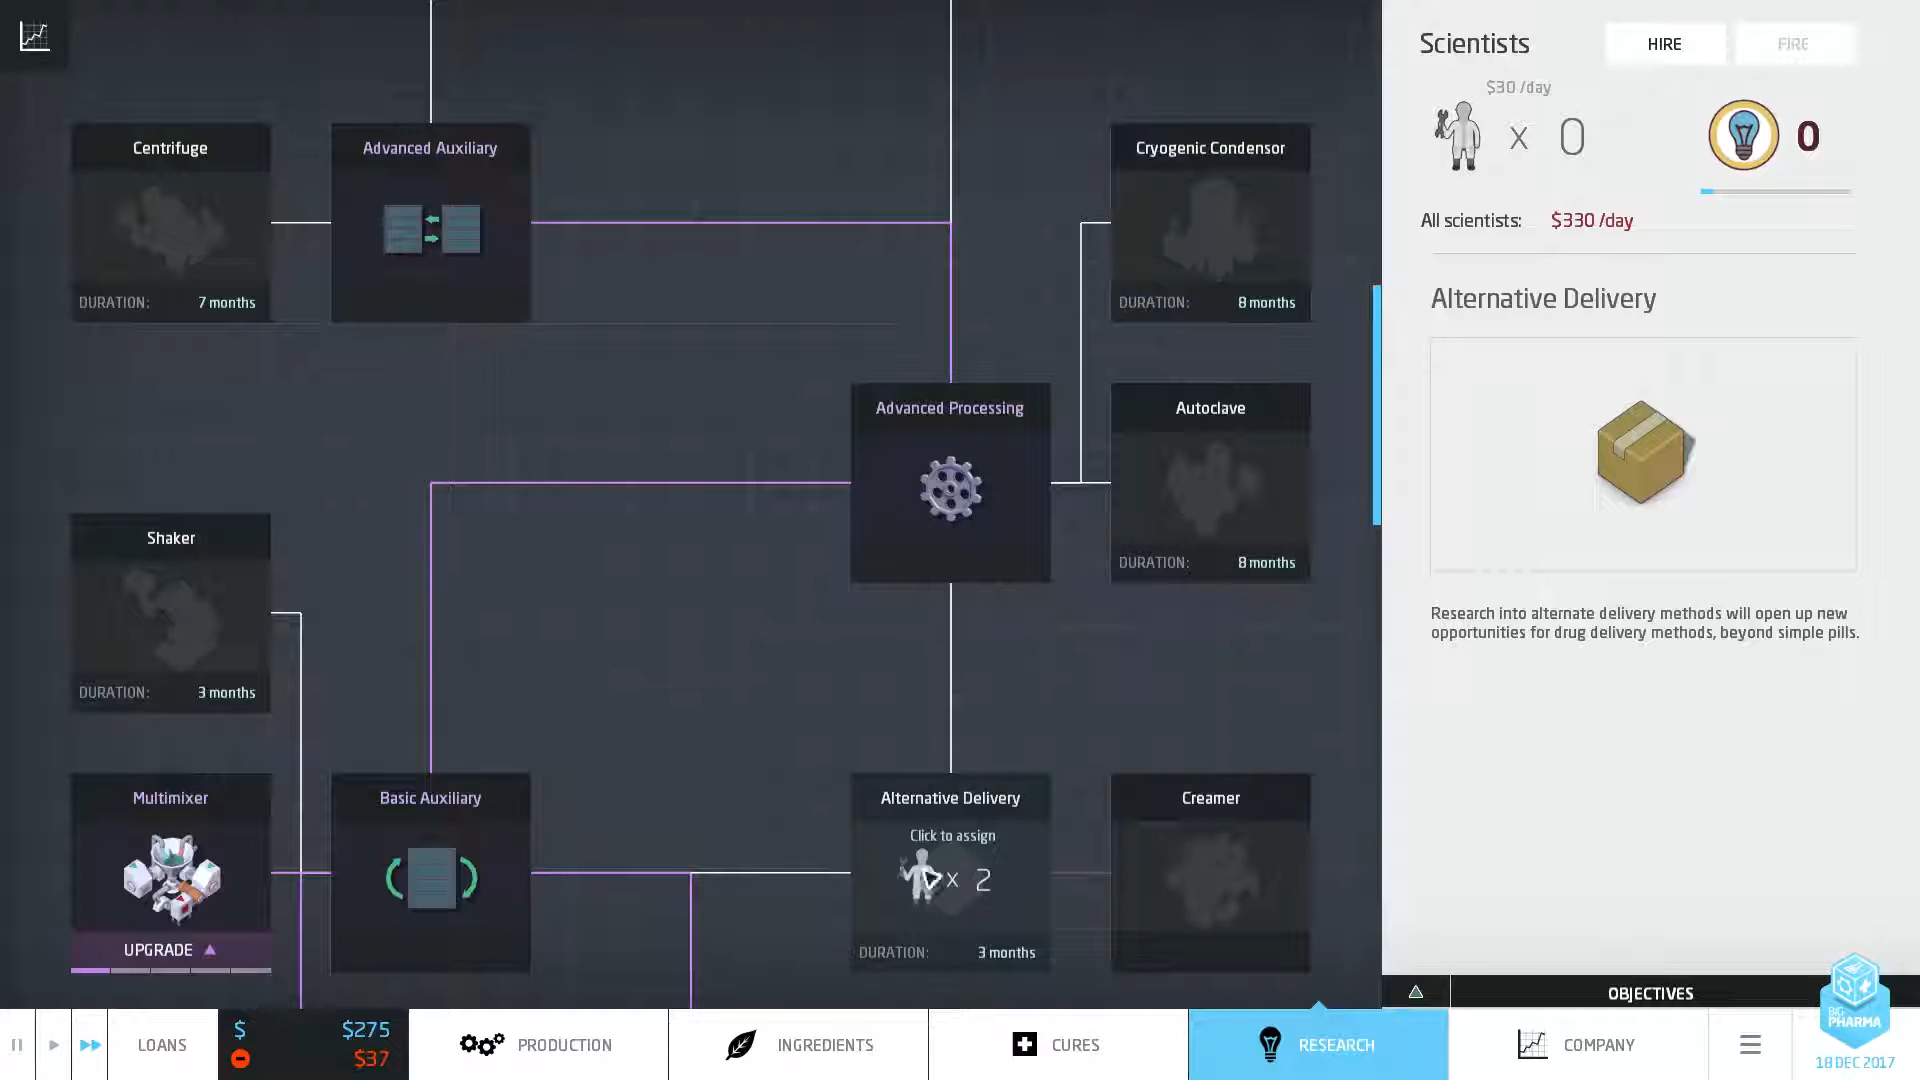 Scientists
HIRE
FIRE
$30 /day
x 0
0
All scientists: $330 /day
Centrifuge
DURATION: 7 months
Advanced Auxiliary
Cryogenic Condensor
DURATION: 8 months
Alternative Delivery
Advanced Processing
Autoclave
DURATION: 8 months
Research into alternate delivery methods will open up new
opportunities for drug delivery methods, beyond simple pills.
Shaker
DURATION: 3 months
Multimixer
UPGRADE
Basic Auxiliary
Alternative Delivery
Click to assign
x 2
DURATION: 3 months
Creamer
OBJECTIVES
LOANS
$ $275
$37
PRODUCTION
INGREDIENTS
CURES
RESEARCH
COMPANY
BIG
PHARMA
18 DEC 2017